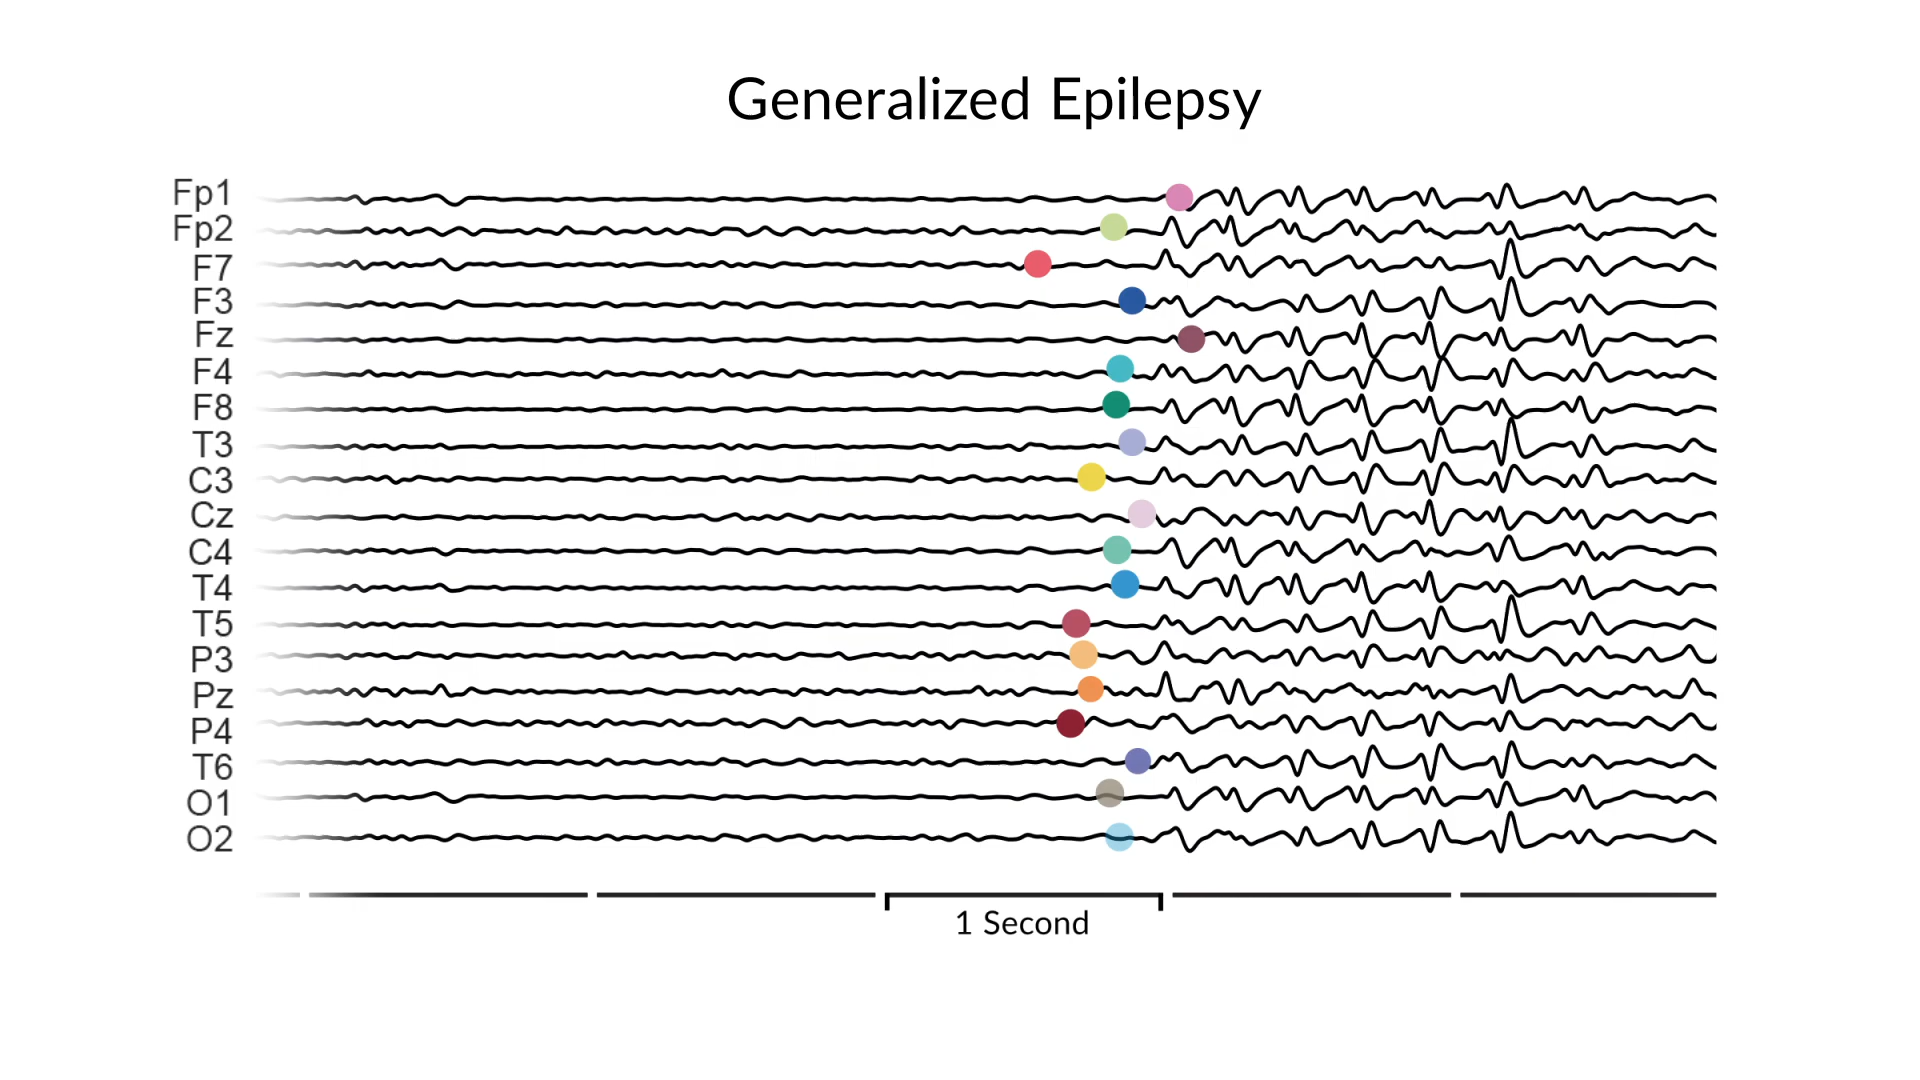 Generalized Epilepsy
Fp1
Fp2
F7
F3
Fz
F4
F8
T3
C3
Cz
C4
T4
T5
P3
Pz
P4
T6
O1
O2
1 Second